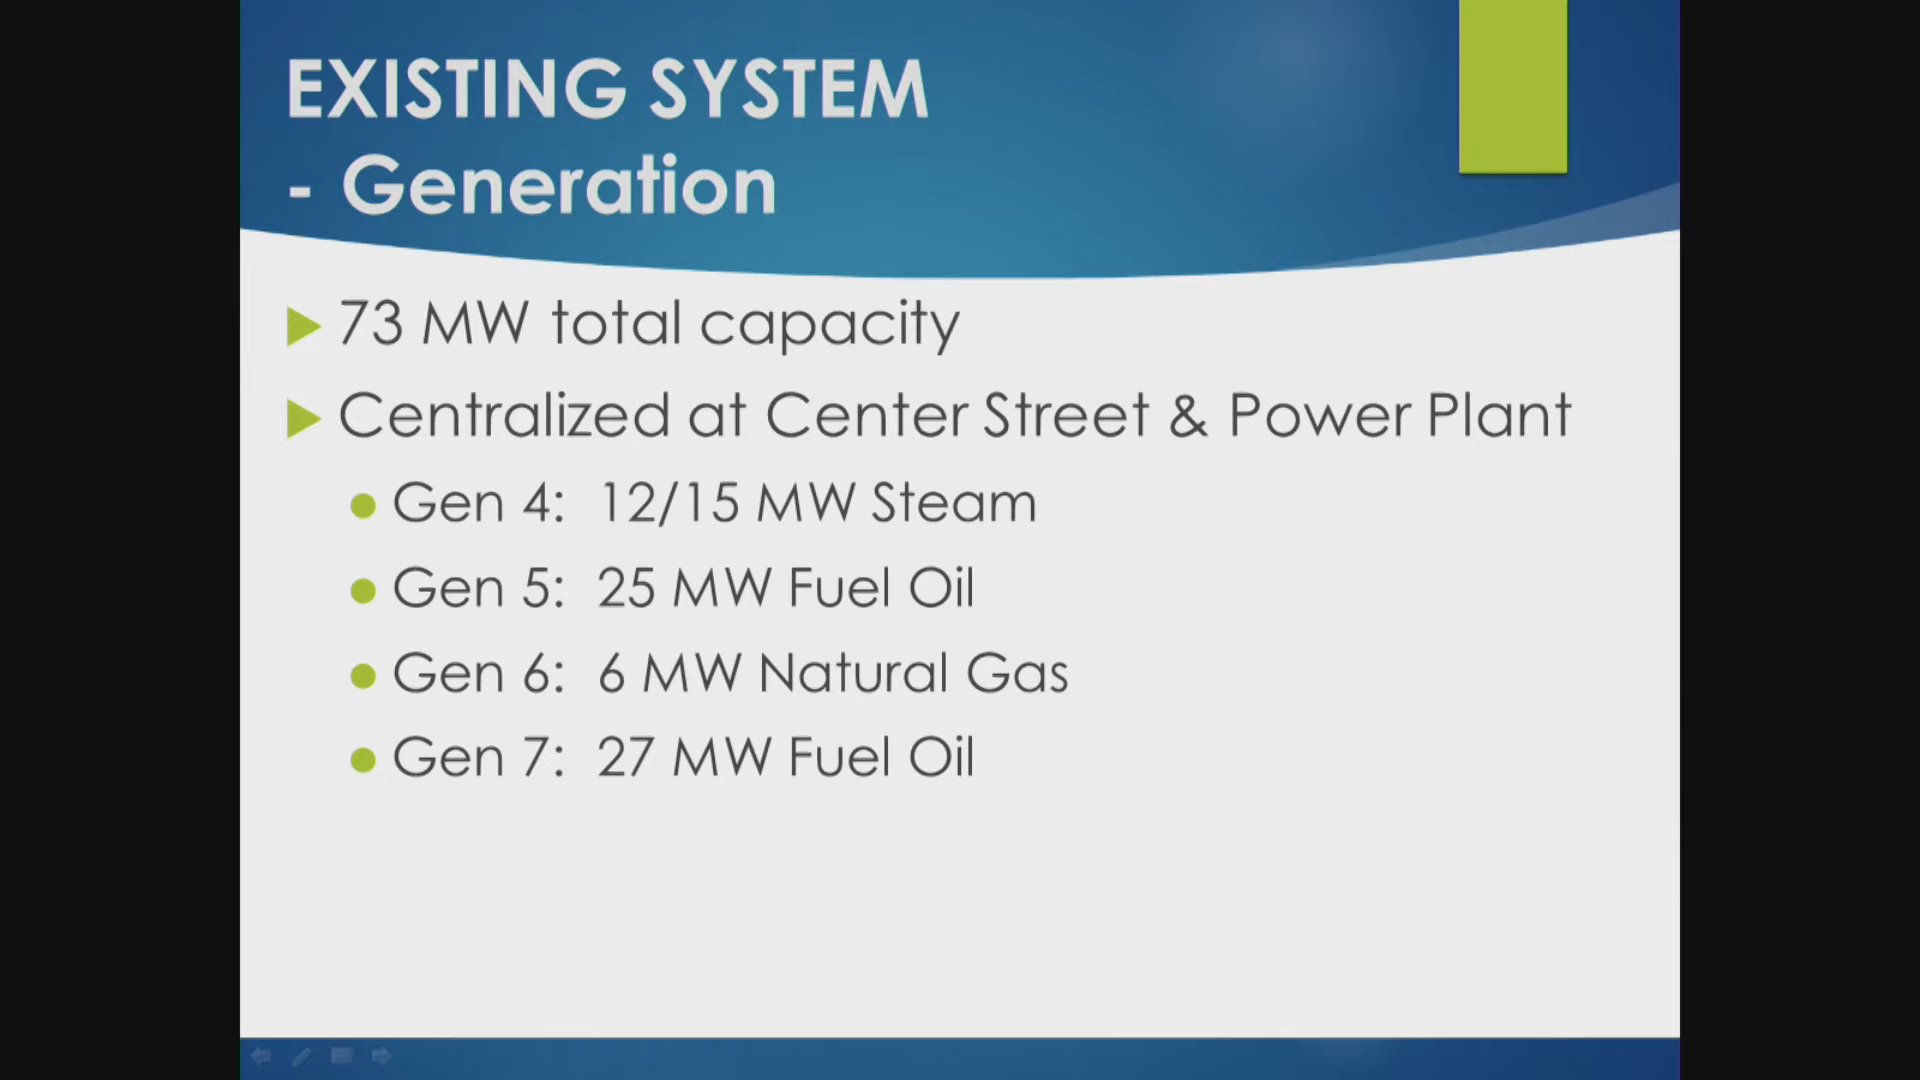 EXISTING SYSTEM
- Generation
73 MW total capacity
Centralized at Center Street & Power Plant
Gen 4: 12/15 MW Steam
Gen 5: 25 MW Fuel Oil
Gen 6: 6 MW Natural Gas
Gen 7: 27 MW Fuel Oil